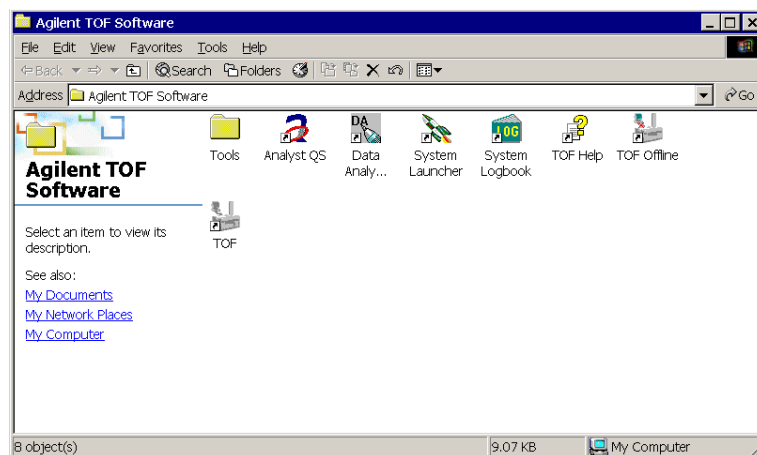 Agilent TOF Software
File Edit View Favorites Tools Help
Back Search Folders
Address Agilent TOF Software Go
Agilent TOF
Software
Select an item to view its
description.
See also:
My Documents
My Network Places
My Computer
Tools
Analyst QS
DA
Data
Analy...
System
Launcher
LOG
System
Logbook
TOF Help
TOF Offline
TOF
8 object(s) 9.07 KB My Computer